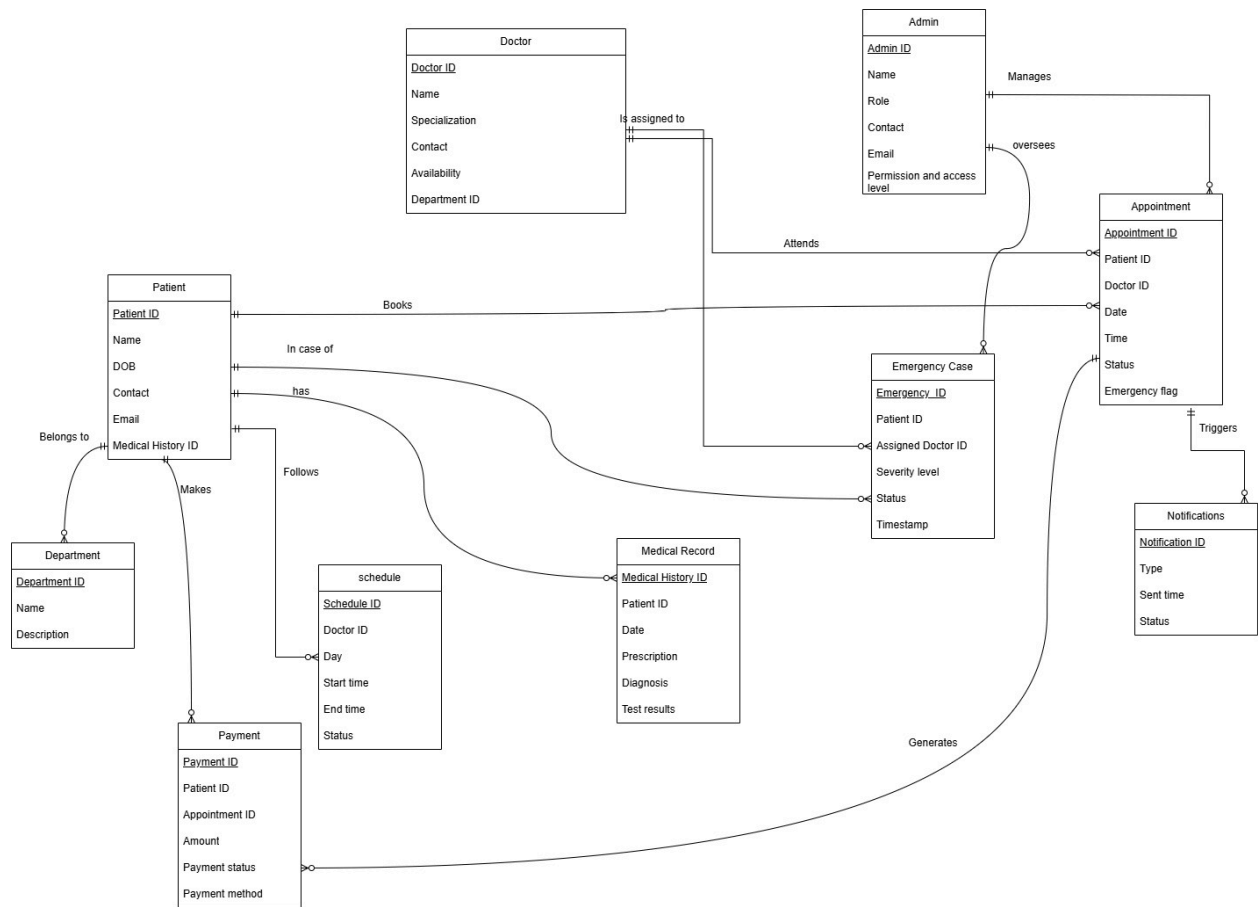 Admin
Admin ID
Name
Role
Contact
Email
Permission and access
level
Doctor
Doctor ID
Name
Specialization
Contact
Availability
Department ID
Manages
Is assigned to
oversees
Attends
Appointment
Appointment ID
Patient ID
Doctor ID
Date
Time
Status
Emergency flag
Patient
Patient ID
Name
DOB
Contact
Email
Medical History ID
Books
In case of
has
Follows
Belongs to
Makes
Emergency Case
Emergency  ID
Patient ID
Assigned Doctor ID
Severity level
Status
Timestamp
Triggers
Notifications
Notification ID
Type
Sent time
Status
Department
Department ID
Name
Description
schedule
Schedule ID
Doctor ID
Day
Start time
End time
Status
Medical Record
Medical History ID
Patient ID
Date
Prescription
Diagnosis
Test results
Generates
Payment
Payment ID
Patient ID
Appointment ID
Amount
Payment status
Payment method